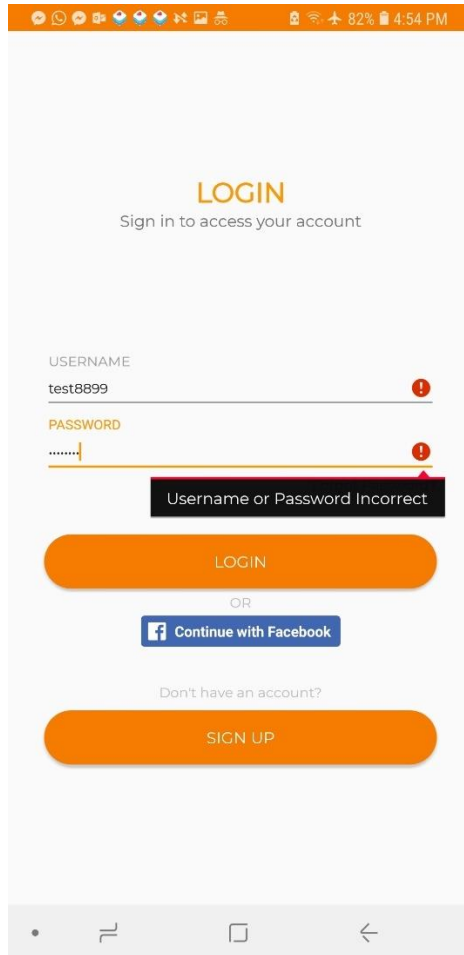 82% 4:54 PM
LOGIN
Sign in to access your account
USERNAME
test8899
PASSWORD
........
Username or Password Incorrect
LOGIN
OR
f Continue with Facebook
Don't have an account?
SIGN UP